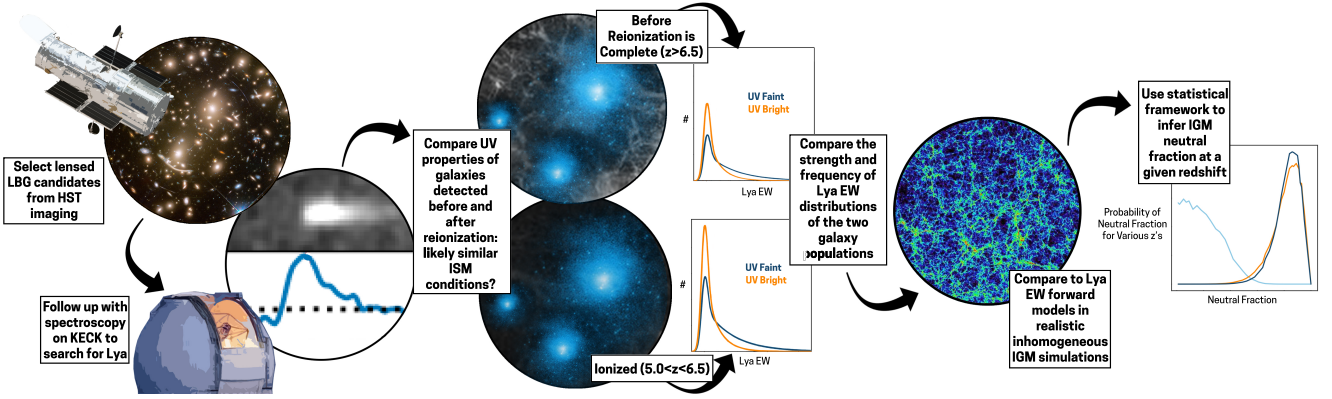 Select lensed
LBG candidates
from HST
imaging
Follow up with
spectroscopy
on KECK to
search for Lya
Compare UV
properties of
galaxies
detected
before and
after
reionization:
likely similar
ISM
conditions?
Before
Reionization is
Complete (z>6.5)
UV Faint
UV Bright
#
Lya EW
Ionized (5.0<z<6.5)
UV Faint
UV Bright
#
Lya EW
Compare the
strength and
frequency of
Lya EW
distributions
of the two
galaxy
populations
Compare to Lya
EW forward
models in
realistic
inhomogeneous
IGM simulations
Use statistical
framework to
infer IGM
neutral
fraction at a
given redshift
Probability of
Neutral Fraction
for Various z's
Neutral Fraction